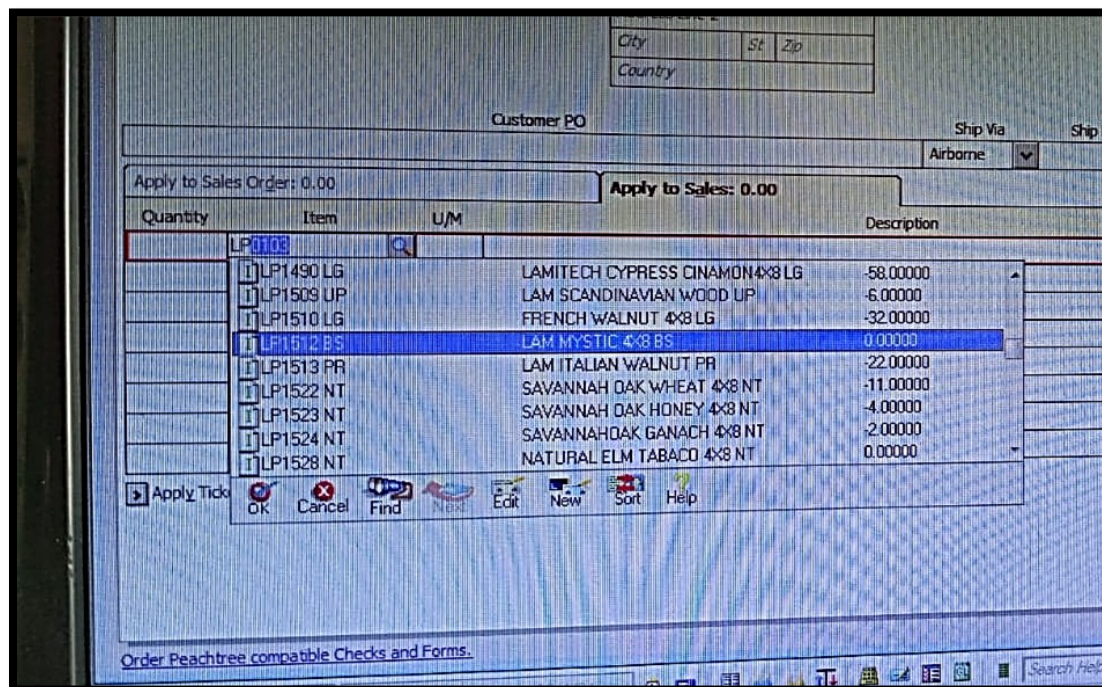 City St Zip
Country
Customer PO
Ship Via Ship
Airborne
Apply to Sales Order: 0.00 Apply to Sales: 0.00
Quantity Item U/M Description
LP0103
LP1490 LG LAMITECH CYPRESS CINAMON4X8 LG -58.00000
LP1509 UP LAM SCANDINAVIAN WOOD UP -6.00000
LP1510 LG FRENCH WALNUT 4X8 LG -32.00000
LP1512 BS LAM MYSTIC 4X8 BS 0.00000
LP1513 PR LAM ITALIAN WALNUT PR -22.00000
LP1522 NT SAVANNAH OAK WHEAT 4X8 NT -11.00000
LP1523 NT SAVANNAH OAK HONEY 4X8 NT -4.00000
LP1524 NT SAVANNAHOAK GANACH 4X8 NT -2.00000
LP1528 NT NATURAL ELM TABACO 4X8 NT 0.00000
Apply Tick
OK Cancel Find Next Edit New Sort Help
Order Peachtree compatible Checks and Forms.
Search Help